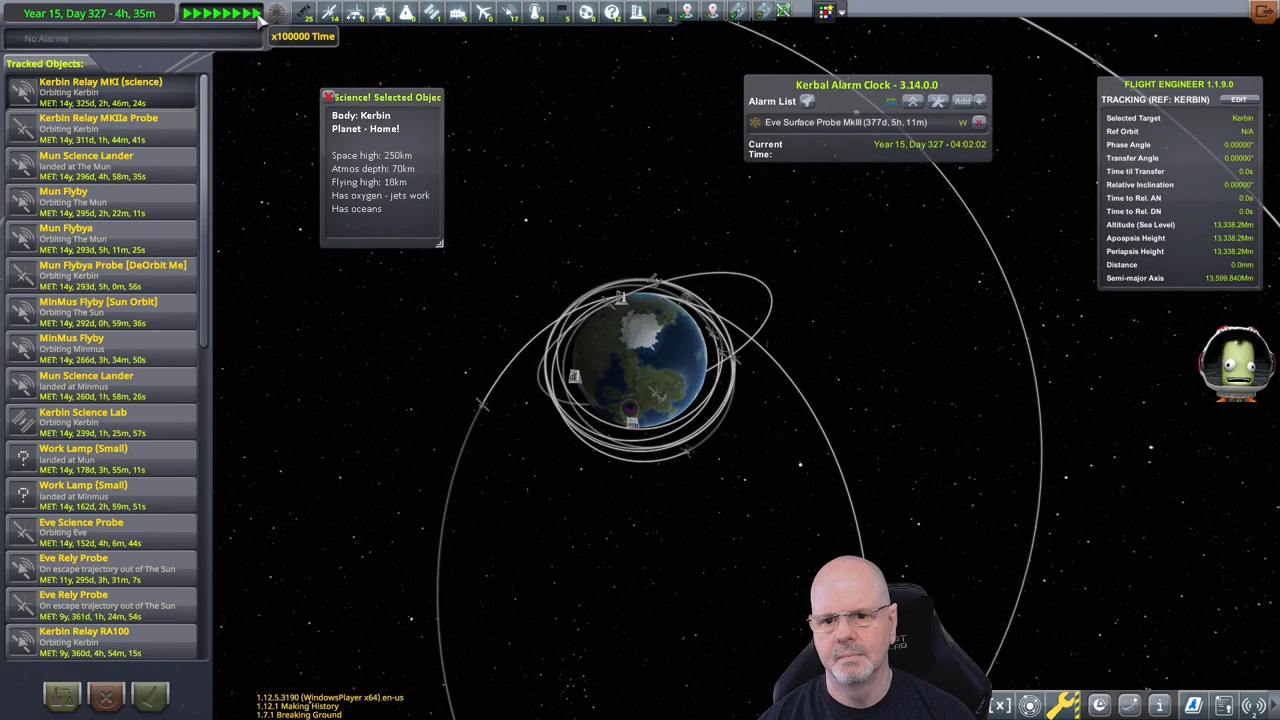 Year 15, Day 327 - 4h, 35m
25
14
1
17
5
12
1
2
x100000 Time
No Alarms
Tracked Objects:
Kerbin Relay MKI (science)
Orbiting Kerbin
MET: 14y, 325d, 2h, 46m, 24s
Kerbin Relay MKIIa Probe
Orbiting Kerbin
MET: 14y, 311d, 1h, 44m, 41s
Mun Science Lander
landed at The Mun
MET: 14y, 296d, 4h, 58m, 35s
Mun Flyby
Orbiting The Mun
MET: 14y, 295d, 2h, 22m, 11s
Mun Flybya
Orbiting The Mun
MET: 14y, 293d, 5h, 11m, 25s
Mun Flybya Probe [DeOrbit Me]
Orbiting Kerbin
MET: 14y, 293d, 5h, 0m, 56s
MInMus Flyby [Sun Orbit]
Orbiting The Sun
MET: 14y, 292d, 0h, 59m, 36s
MInMus Flyby
Orbiting Minmus
MET: 14y, 266d, 3h, 34m, 50s
Mun Science Lander
landed at Minmus
MET: 14y, 260d, 1h, 58m, 26s
Kerbin Science Lab
Orbiting Kerbin
MET: 14y, 239d, 1h, 25m, 57s
Work Lamp (Small)
landed at Mun
MET: 14y, 178d, 3h, 55m, 11s
Work Lamp (Small)
landed at Minmus
MET: 14y, 162d, 2h, 59m, 51s
Eve Science Probe
Orbiting Eve
MET: 14y, 152d, 4h, 6m, 44s
Eve Rely Probe
On escape trajectory out of The Sun
MET: 11y, 295d, 3h, 31m, 7s
Eve Rely Probe
On escape trajectory out of The Sun
MET: 9y, 361d, 1h, 24m, 54s
Kerbin Relay RA100
Orbiting Kerbin
MET: 9y, 360d, 4h, 54m, 15s
Science! Selected Objec
Body: Kerbin
Planet - Home!
Space high: 250km
Atmos depth: 70km
Flying high: 18km
Has oxygen - jets work
Has oceans
Kerbal Alarm Clock - 3.14.0.0
Alarm List
Add
+
Eve Surface Probe MkIII (377d, 5h, 11m)
W
Current Time:
Year 15, Day 327 - 04:02:02
FLIGHT ENGINEER 1.1.9.0
TRACKING (REF: KERBIN)
EDIT
Selected Target Kerbin
Ref Orbit N/A
Phase Angle 0.00000°
Transfer Angle 0.00000°
Time til Transfer 0.0s
Relative Inclination 0.00000°
Time to Rel. AN 0.0s
Time to Rel. DN 0.0s
Altitude (Sea Level) 13,338.2Mm
Apoapsis Height 13,338.2Mm
Periapsis Height 13,338.2Mm
Distance 0.0mm
Semi-major Axis 13,599.840Mm
1.12.5.3190 (WindowsPlayer x64) en-us
1.12.1 Making History
1.7.1 Breaking Ground
[x]
2